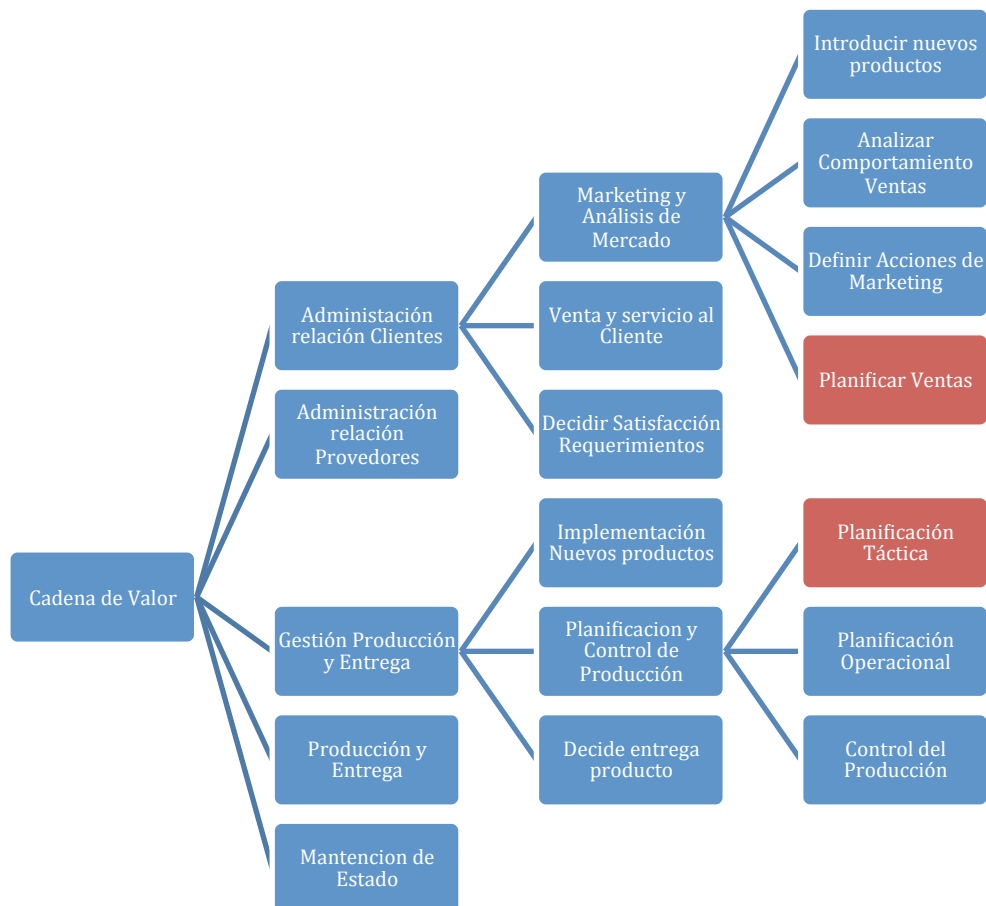 Cadena de Valor
Administación
relación Clientes
Administración
relación
Provedores
Gestión Producción
y Entrega
Producción y
Entrega
Mantencion de
Estado
Marketing y
Análisis de
Mercado
Venta y servicio al
Cliente
Decidir Satisfacción
Requerimientos
Implementación
Nuevos productos
Planificacion y
Control de
Producción
Decide entrega
producto
Introducir nuevos
productos
Analizar
Comportamiento
Ventas
Definir Acciones de
Marketing
Planificar Ventas
Planificación
Táctica
Planificación
Operacional
Control del
Producción